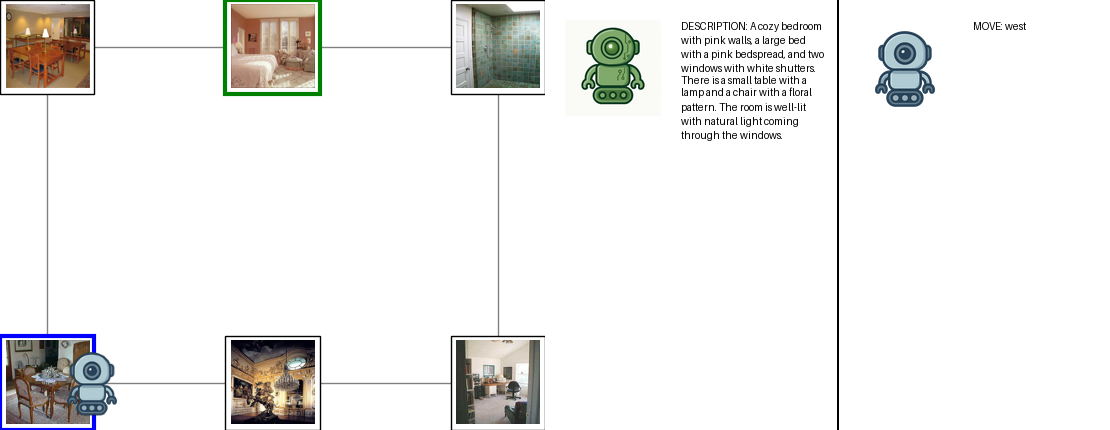 DESCRIPTION: A cozy bedroom
with pink walls, a large bed
with a pink bedspread, and two
windows with white shutters.
There is a small table with a
lamp and a chair with a floral
pattern. The room is well-lit
with natural light coming
through the windows.
MOVE: west